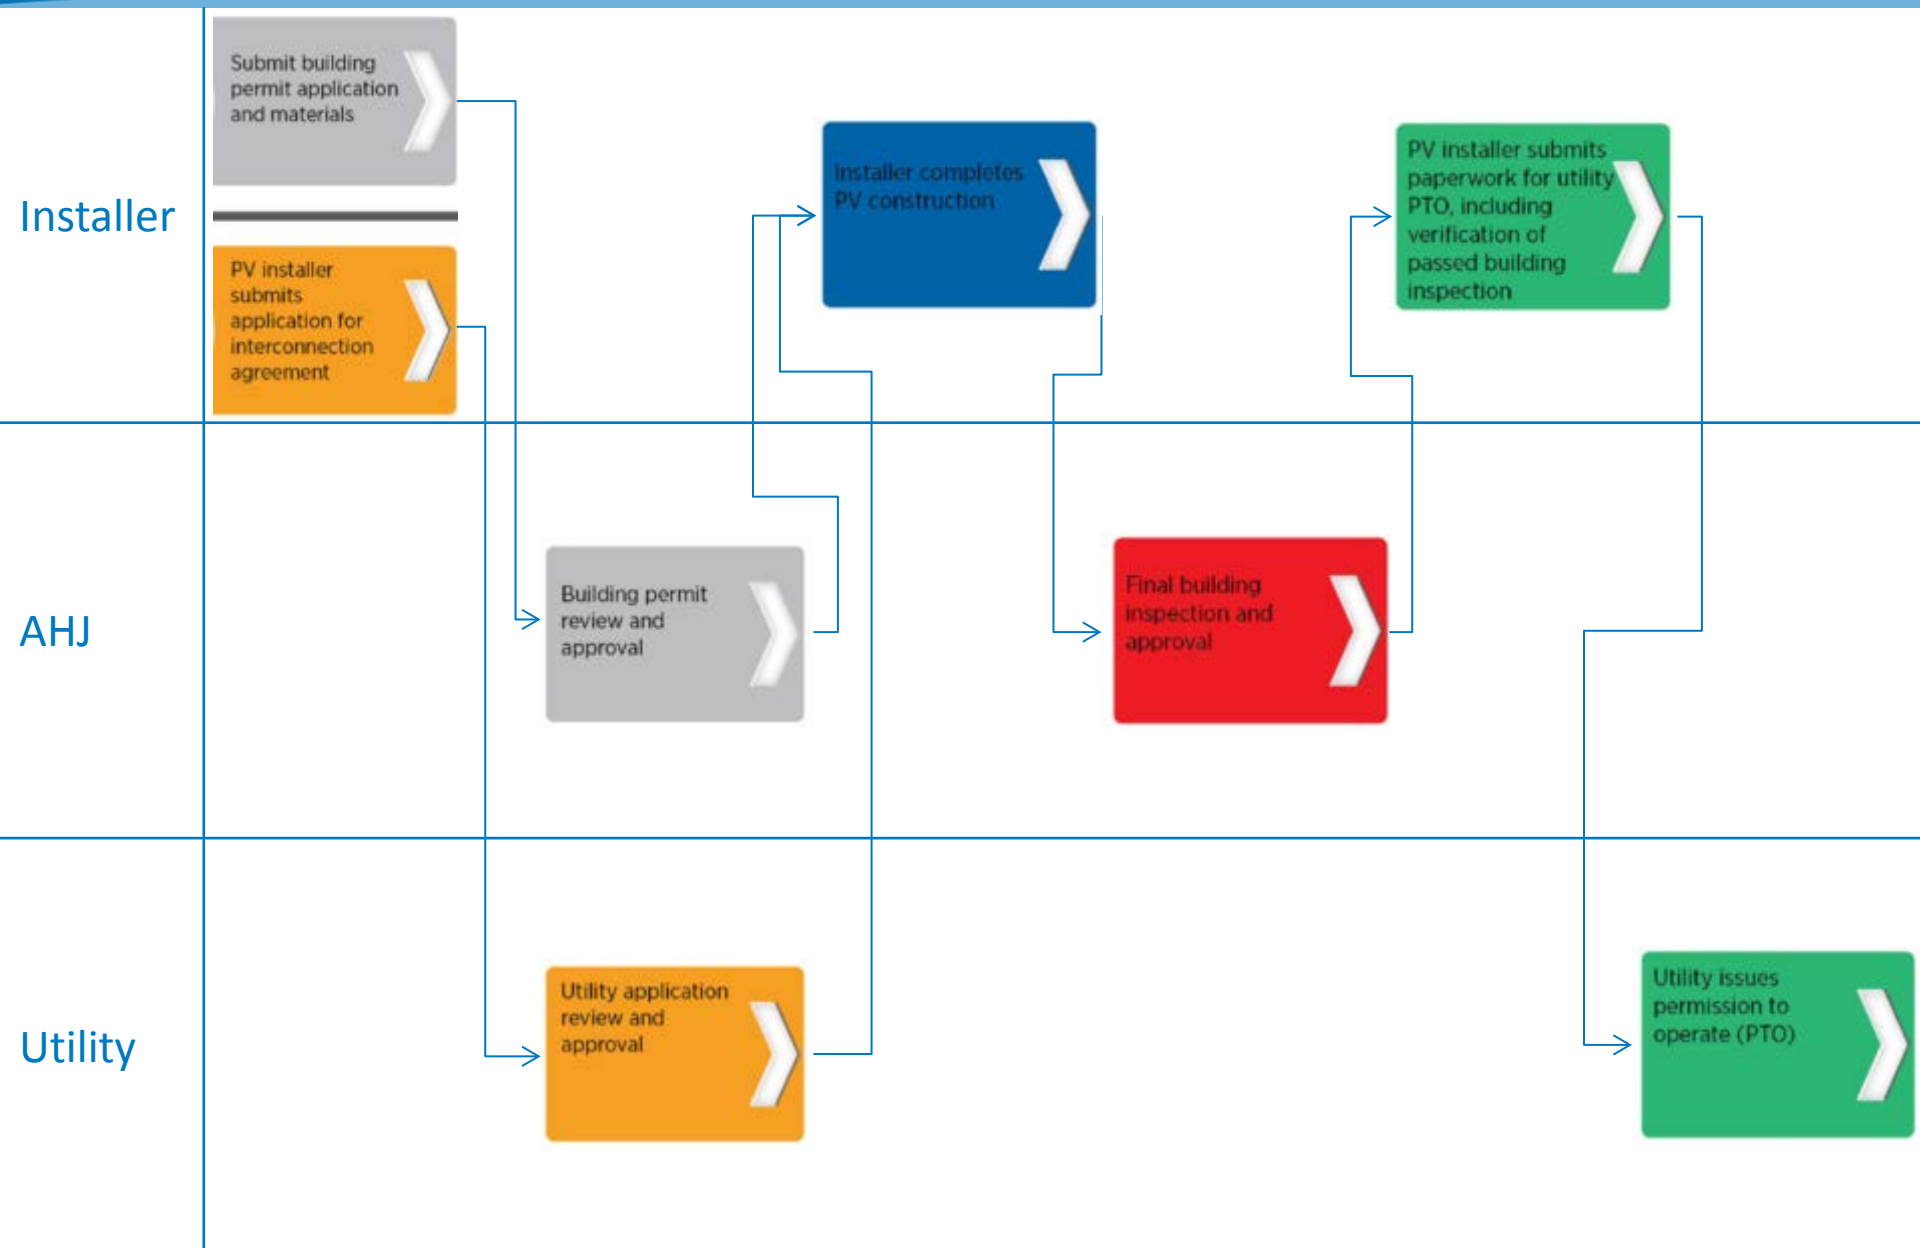 Installer
Submit building
permit application
and materials
PV installer
submits
application for
interconnection
agreement
Installer completes
PV construction
PV installer submits
paperwork for utility
PTO, including
verification of
passed building
inspection
AHJ
Building permit
review and
approval
Final building
inspection and
approval
Utility
Utility application
review and
approval
Utility issues
permission to
operate (PTO)